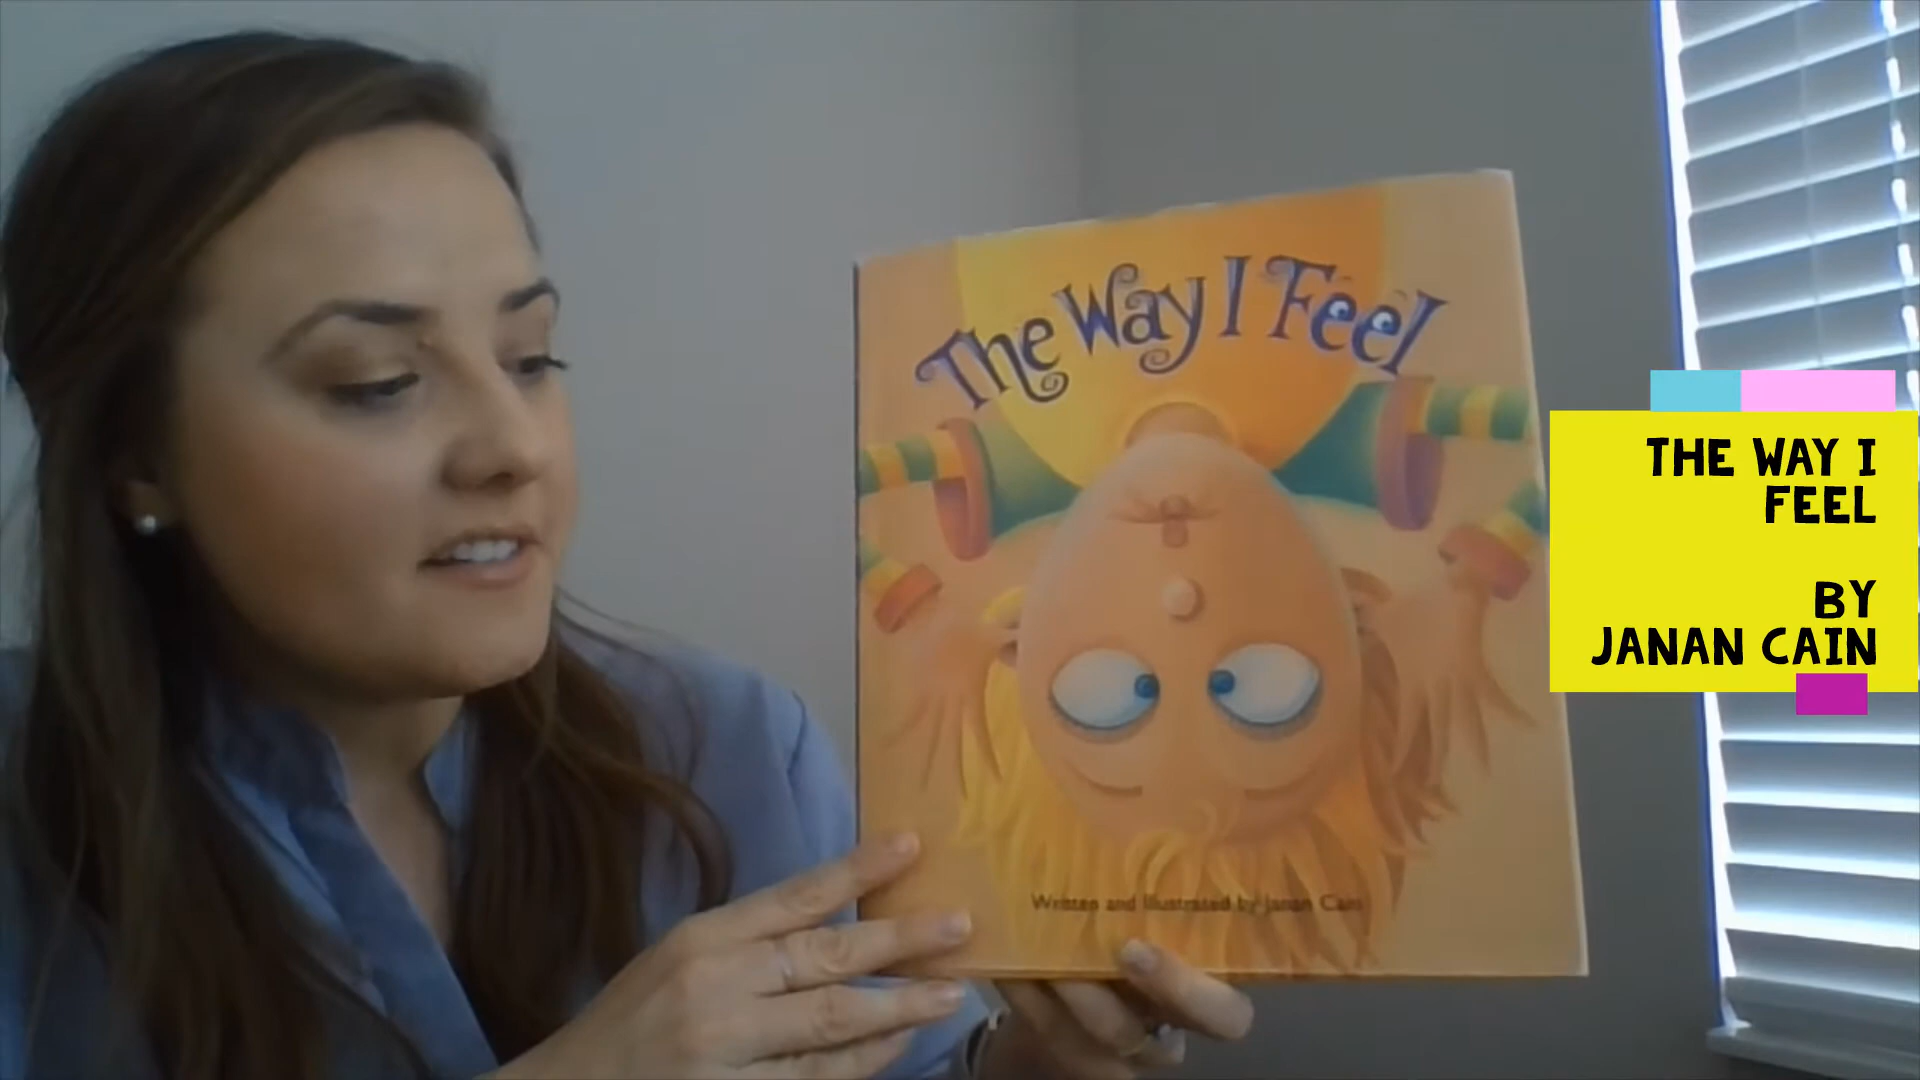 The Way I Feel
Written and Illustrated by Janan Cain
THE WAY I
FEEL
BY
JANAN CAIN